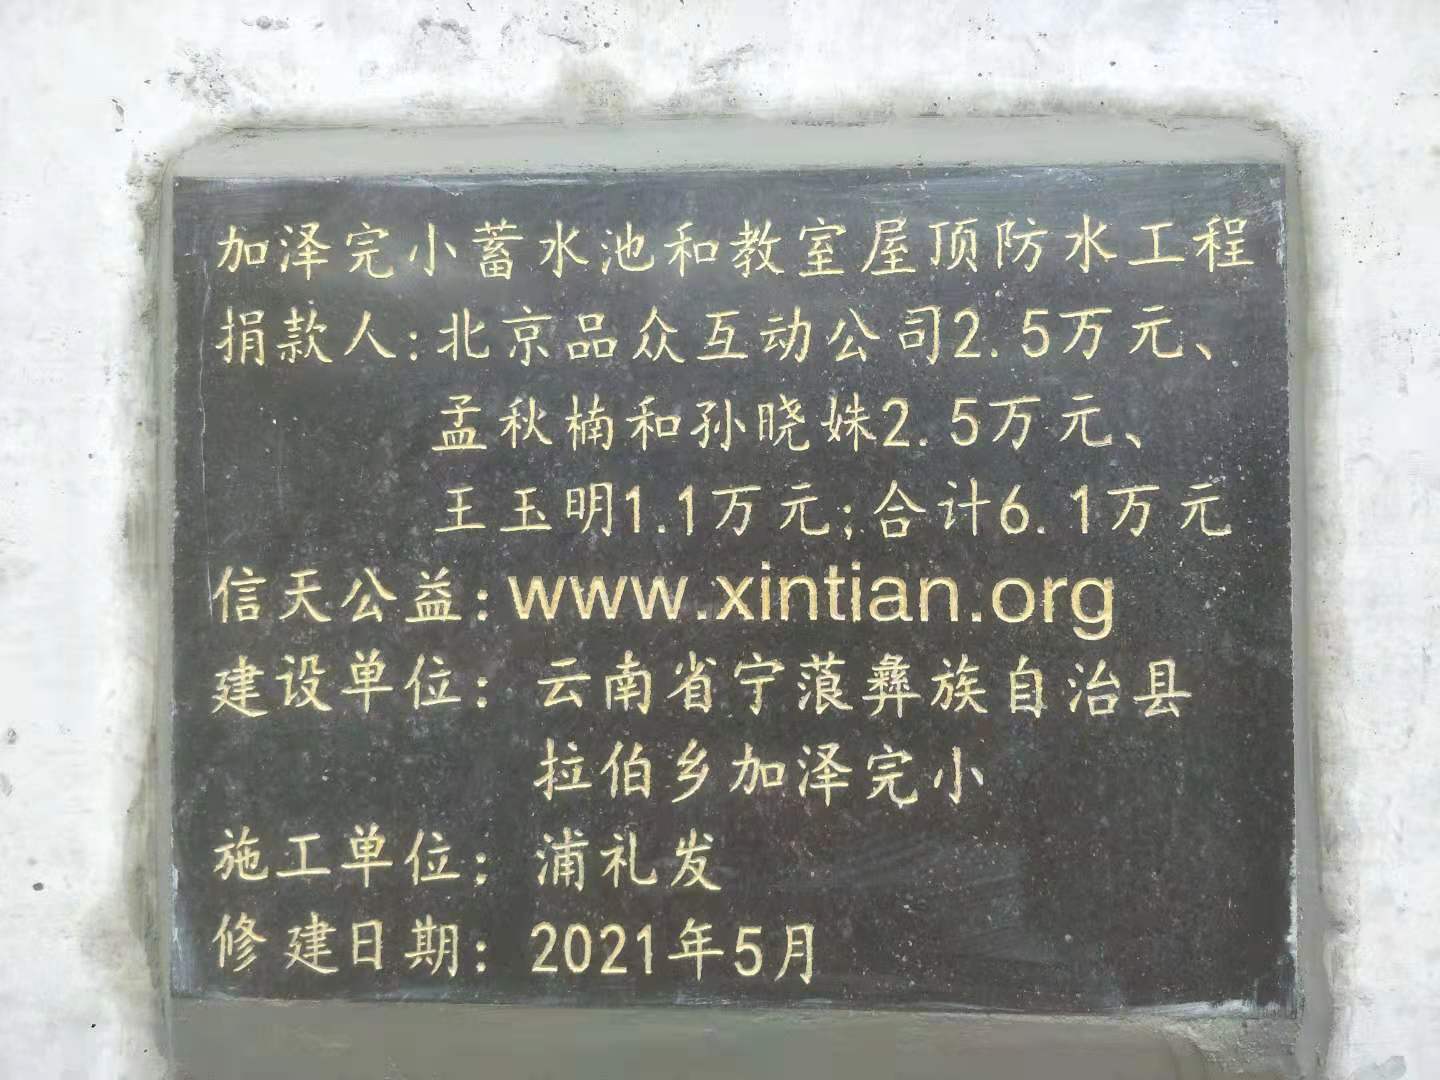 加泽完小蓄水池和教室屋顶防水工程
捐款人:北京品众互动公司2.5万元、
孟秋楠和孙晓姝2.5万元、
王玉明1.1万元;合计6.1万元
信天公益:www.xintian.org
建设单位:云南省宁蒗彝族自治县
拉伯乡加泽完小
施工单位:浦礼发
修建日期:2021年5月